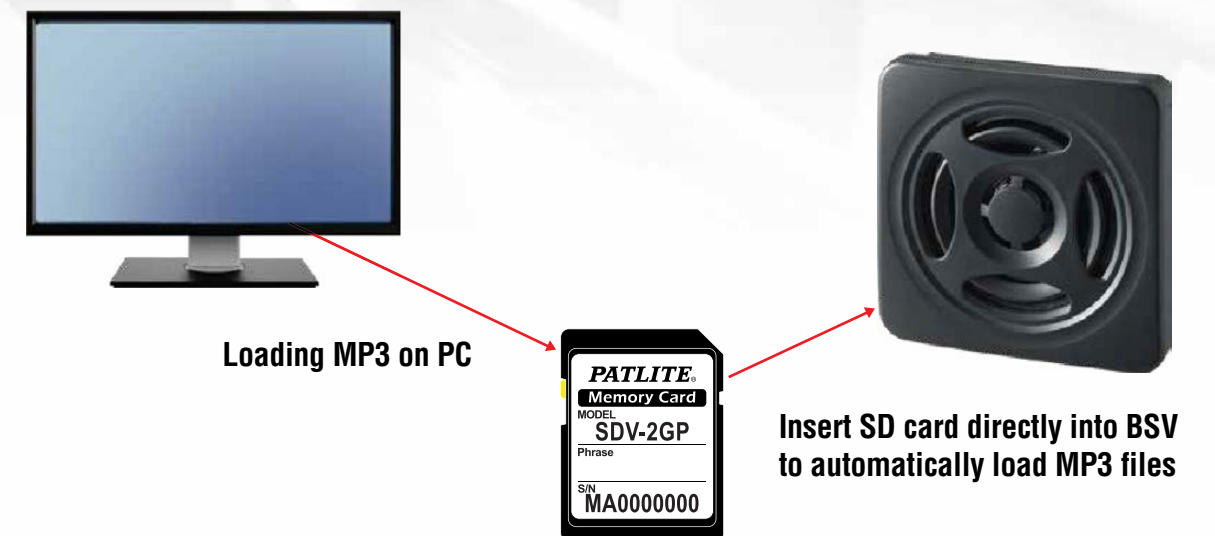 Loading MP3 on PC
PATLITE®
Memory Card
MODEL
SDV-2GP
Phrase
S/N
MA0000000
Insert SD card directly into BSV
to automatically load MP3 files